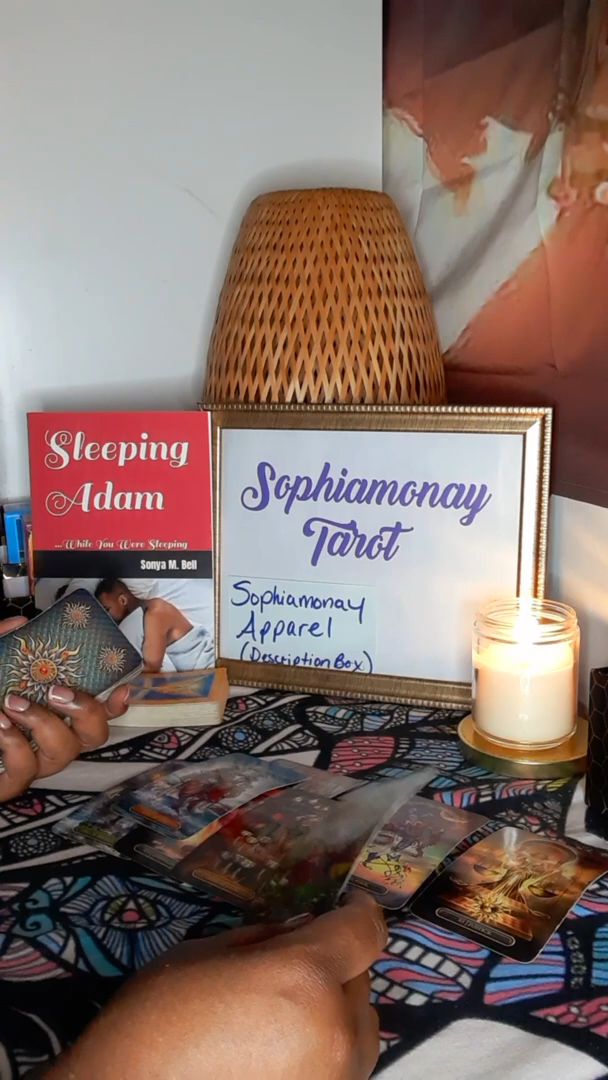 Sleeping
Adam
...While You Were Sleeping
Sonya M. Bell
Sophiamonay
Tarot
Sophiamonay
Apparel
(Description Box)